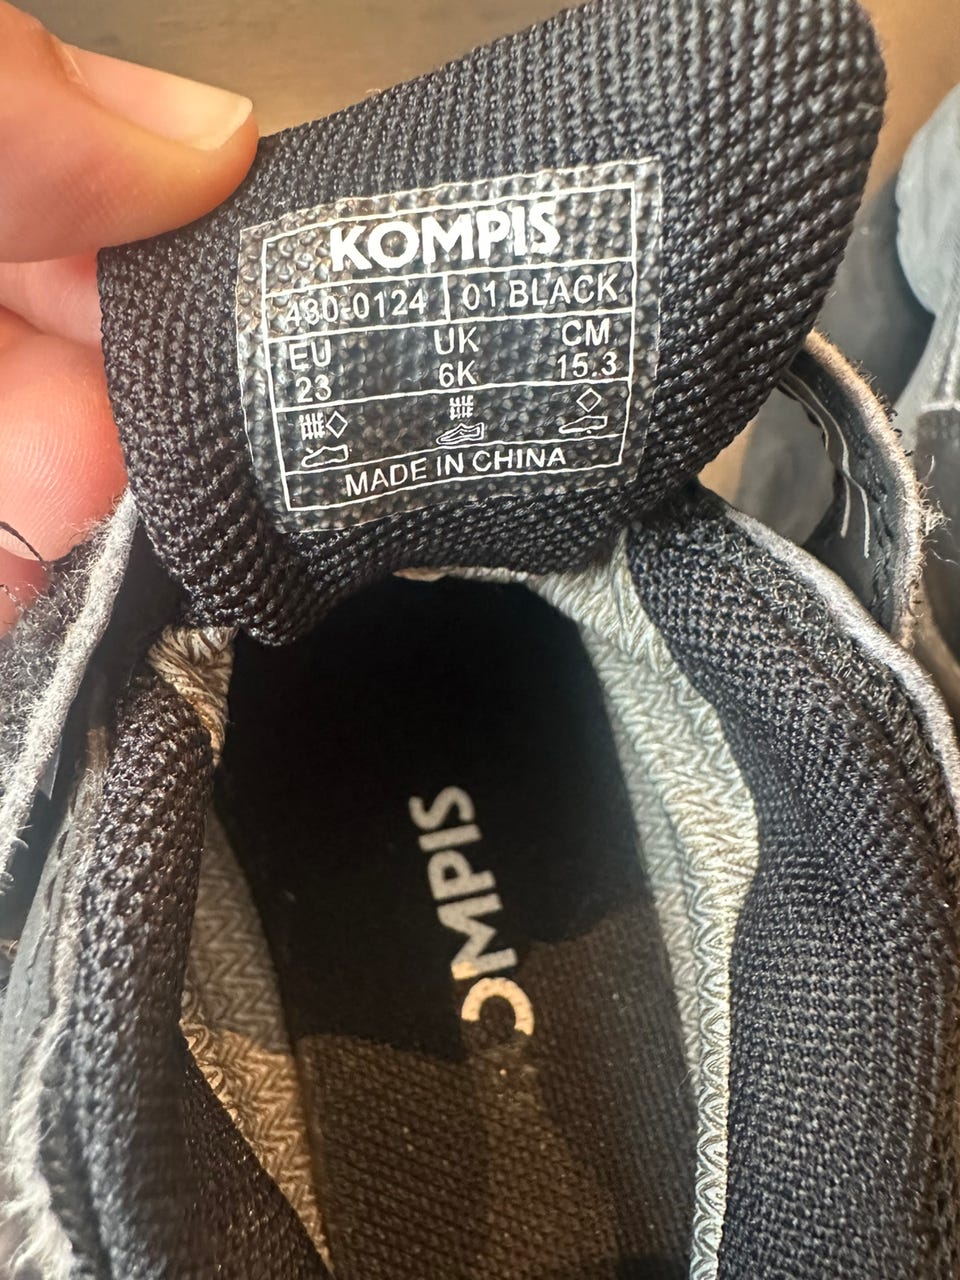 KOMPIS
430-0124 01 BLACK
EU UK CM
23 6K 15.3
MADE IN CHINA
OMPIS